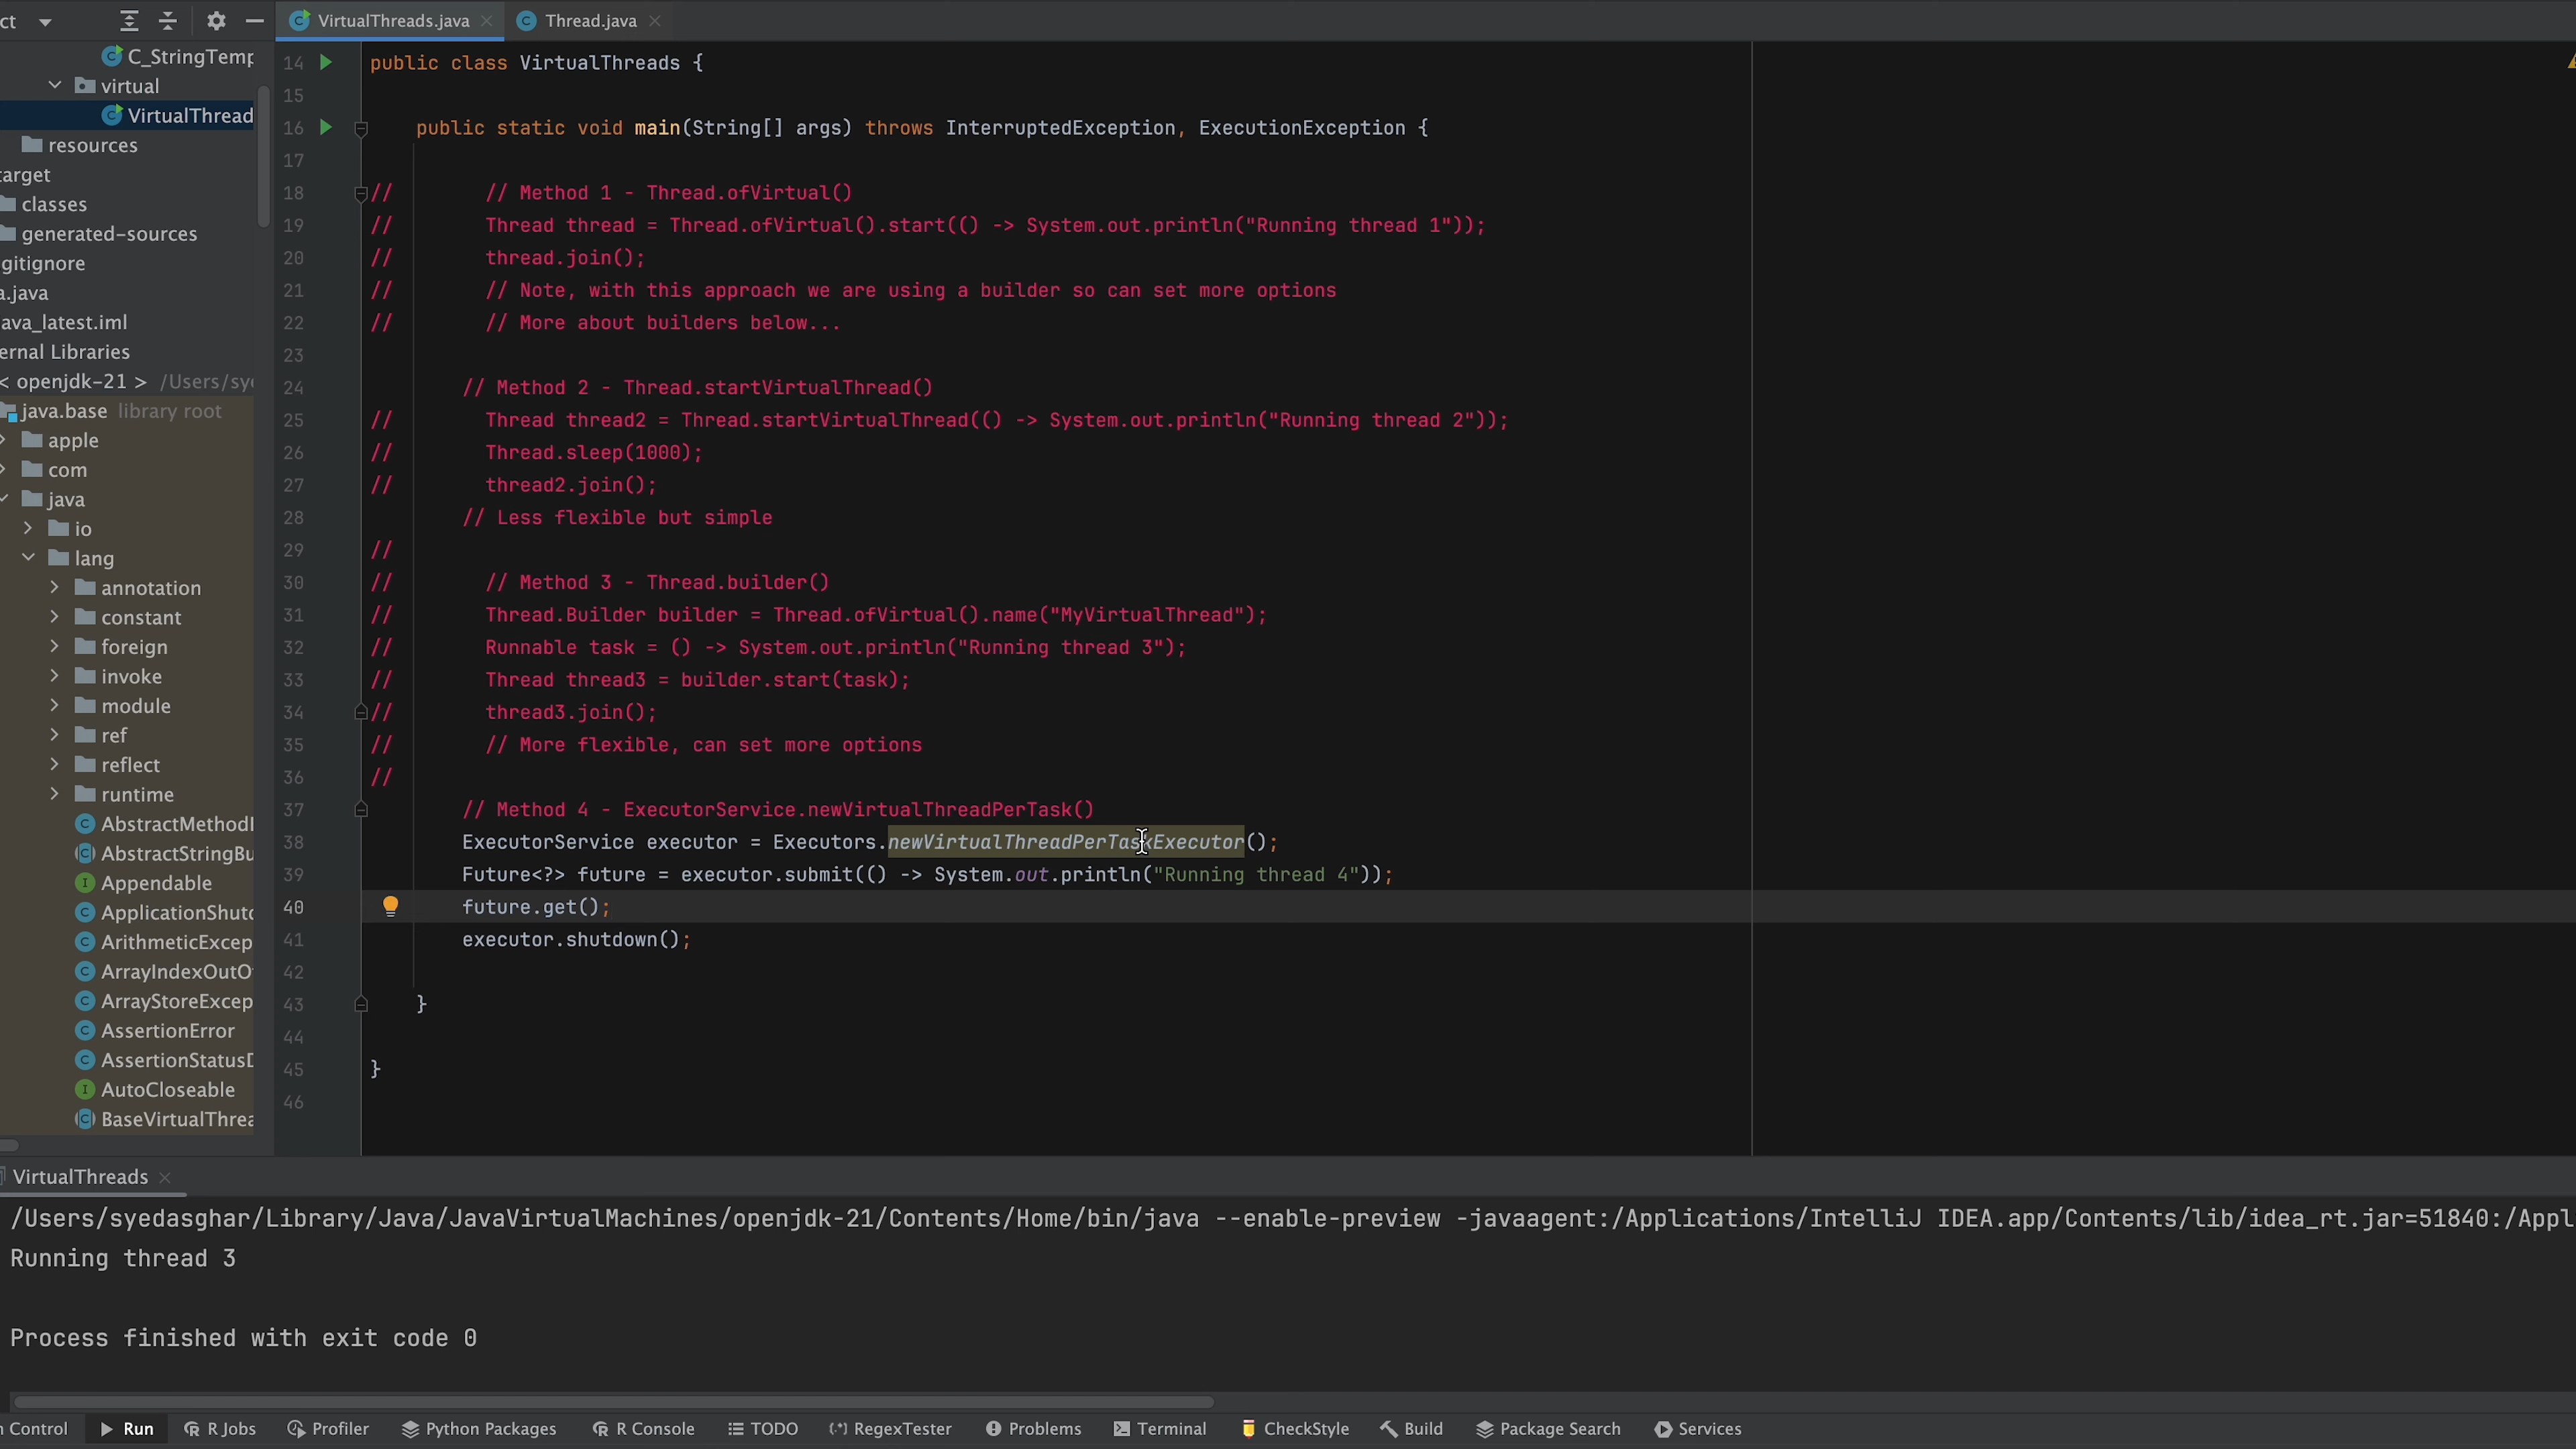 ct
VirtualThreads.java
Thread.java
C_StringTemp
virtual
VirtualThread
resources
target
classes
generated-sources
gitignore
a.java
ava_latest.iml
ernal Libraries
< openjdk-21 > /Users/sye
java.base library root
apple
com
java
io
lang
annotation
constant
foreign
invoke
module
ref
reflect
runtime
AbstractMethodI
AbstractStringBu
Appendable
ApplicationShutd
ArithmeticExcep
ArrayIndexOutO
ArrayStoreExcep
AssertionError
AssertionStatusD
AutoCloseable
BaseVirtualThrea
14 public class VirtualThreads {
15
16 public static void main(String[] args) throws InterruptedException, ExecutionException {
17
18 // // Method 1 - Thread.ofVirtual()
19 // Thread thread = Thread.ofVirtual().start(() -> System.out.println("Running thread 1"));
20 // thread.join();
21 // // Note, with this approach we are using a builder so can set more options
22 // // More about builders below...
23
24 // Method 2 - Thread.startVirtualThread()
25 // Thread thread2 = Thread.startVirtualThread(() -> System.out.println("Running thread 2"));
26 // Thread.sleep(1000);
27 // thread2.join();
28 // Less flexible but simple
29 //
30 // // Method 3 - Thread.builder()
31 // Thread.Builder builder = Thread.ofVirtual().name("MyVirtualThread");
32 // Runnable task = () -> System.out.println("Running thread 3");
33 // Thread thread3 = builder.start(task);
34 // thread3.join();
35 // // More flexible, can set more options
36 //
37 // Method 4 - ExecutorService.newVirtualThreadPerTask()
38 ExecutorService executor = Executors.newVirtualThreadPerTaskExecutor();
39 Future<?> future = executor.submit(() -> System.out.println("Running thread 4"));
40 future.get();
41 executor.shutdown();
42
43 }
44
45 }
46
VirtualThreads
/Users/syedasghar/Library/Java/JavaVirtualMachines/openjdk-21/Contents/Home/bin/java --enable-preview -javaagent:/Applications/IntelliJ IDEA.app/Contents/lib/idea_rt.jar=51840:/Appl
Running thread 3
Process finished with exit code 0
n Control
Run
R Jobs
Profiler
Python Packages
R Console
TODO
RegexTester
Problems
Terminal
CheckStyle
Build
Package Search
Services